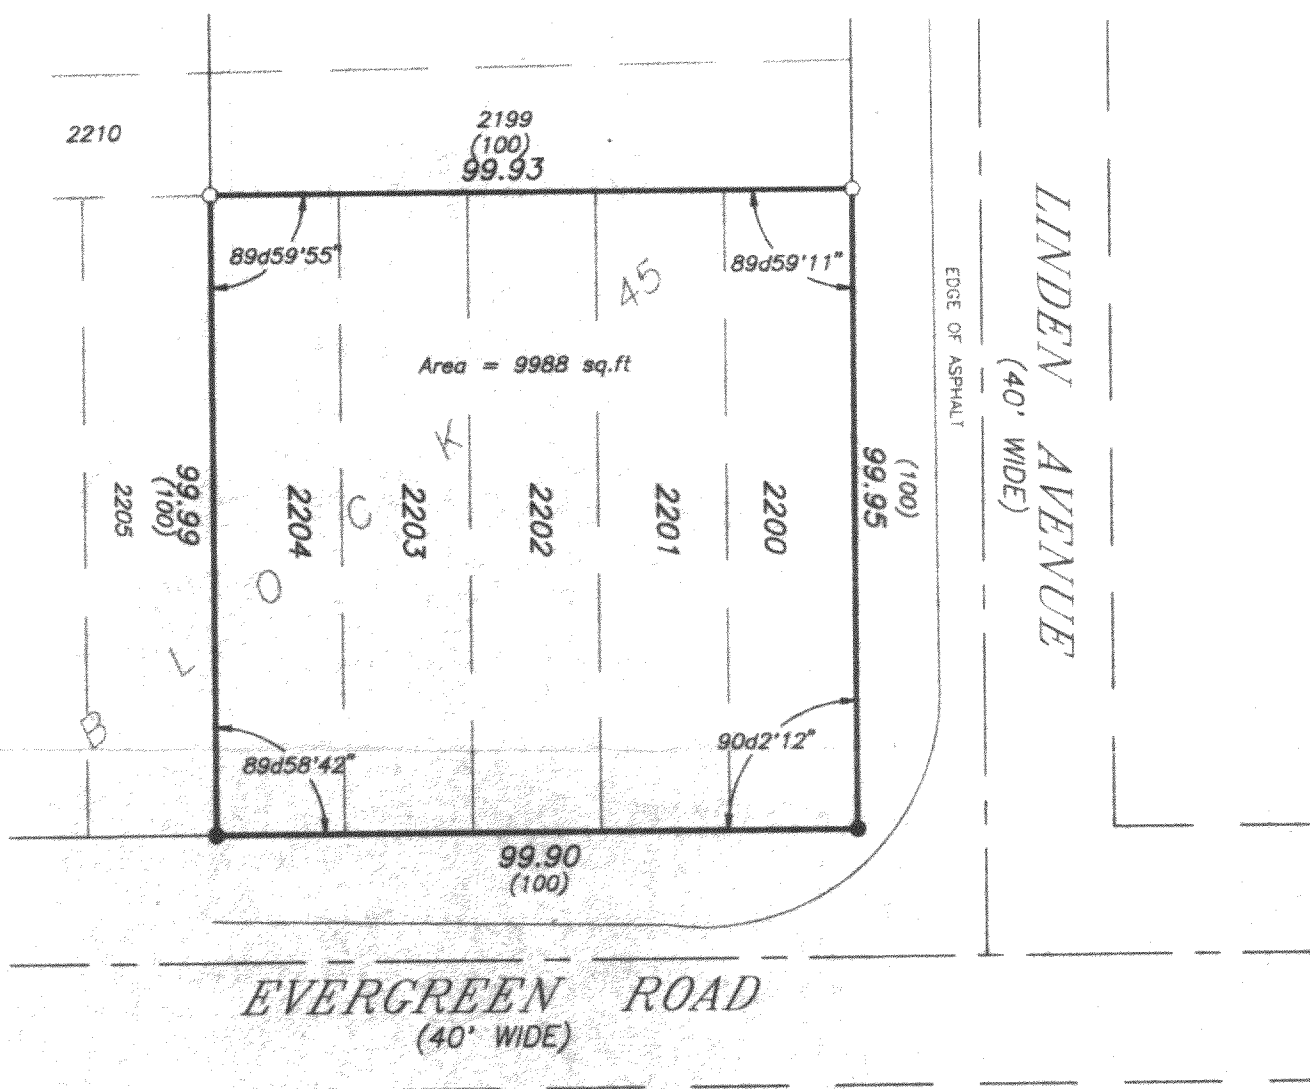 2210
2199
(100)
99.93
89d59'55"
89d59'11"
45
Area = 9988 sq.ft
EDGE OF ASPHALT
LINDEN AVENUE
(40' WIDE)
B L O C K
2205
99.99
(100)
2204
2203
2202
2201
2200
99.95
(100)
89d58'42"
90d2'12"
99.90
(100)
EVERGREEN ROAD
(40' WIDE)